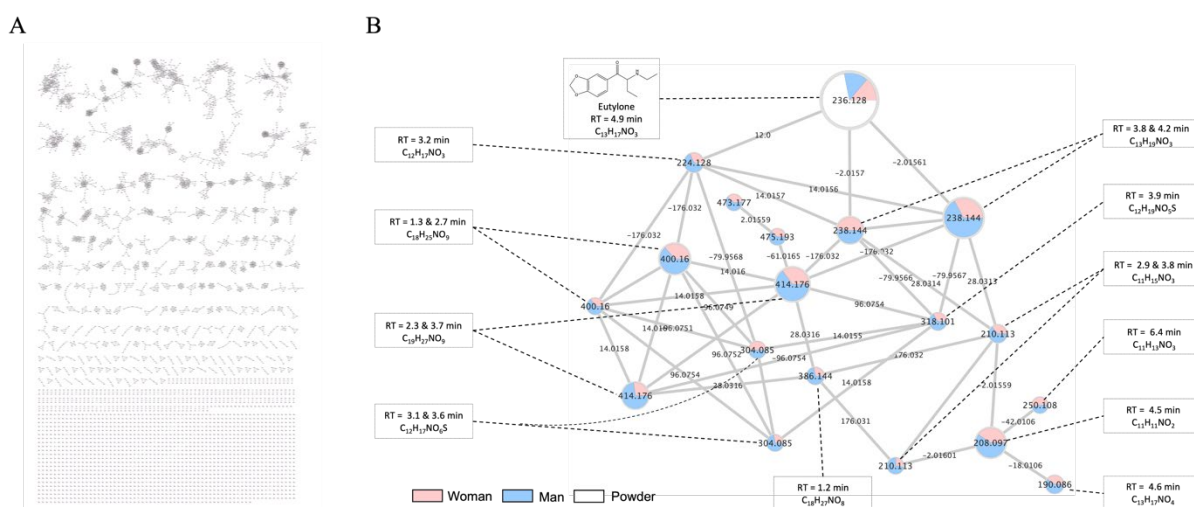 A
B
O
O
O
H
N
Eutylone
RT = 4.9 min
C₁₃H₁₇NO₃
236.128
RT = 3.2 min
C₁₂H₁₇NO₃
12.0
−2.0157
−2.01561
RT = 3.8 & 4.2 min
C₁₃H₁₉NO₃
224.128
473.177
14.0157
14.0156
2.01559
238.144
238.144
RT = 3.9 min
C₁₂H₁₉NO₅S
RT = 1.3 & 2.7 min
C₁₈H₂₅NO₉
−176.032
475.193
−61.0165
−176.032
−176.032
−79.9568
400.16
14.016
414.176
−79.9566
−79.9567
28.0314
28.0313
RT = 2.9 & 3.8 min
C₁₁H₁₅NO₃
400.16
14.0158
−96.0749
96.0754
318.101
210.113
RT = 2.3 & 3.7 min
C₁₉H₂₇NO₉
14.0158
28.0316
14.0155
304.085
96.0752
−96.0754
RT = 6.4 min
C₁₁H₁₃NO₃
414.176
96.0754
28.0316
386.144
14.0158
−2.01559
250.108
RT = 3.1 & 3.6 min
C₁₂H₁₇NO₆S
−42.0106
RT = 4.5 min
C₁₁H₁₁NO₂
304.085
176.031
208.097
210.113
−2.01601
−18.0106
190.086
RT = 4.6 min
C₁₃H₁₇NO₄
RT = 1.2 min
C₁₈H₂₇NO₈
Woman
Man
Powder